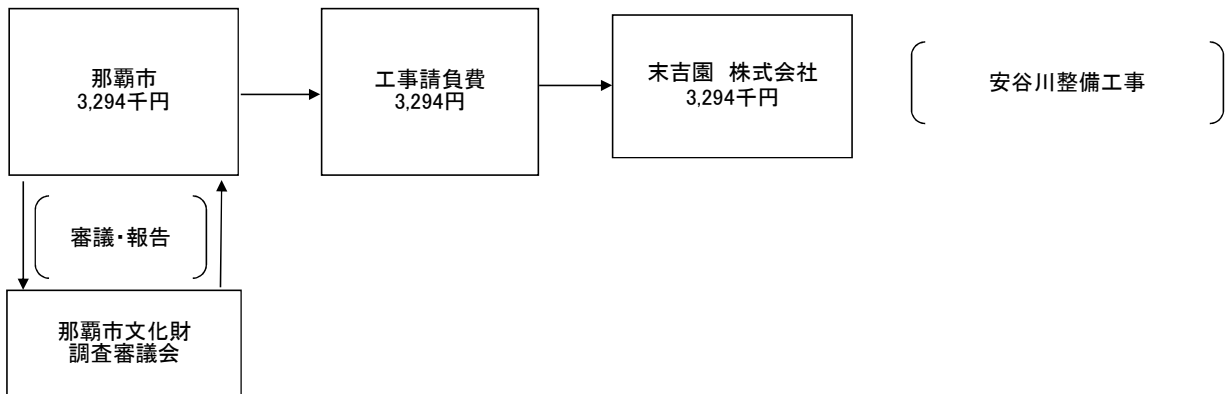 那覇市
3,294千円
工事請負費
3,294円
末吉園 株式会社
3,294千円
安谷川整備工事
審議・報告
那覇市文化財
調査審議会